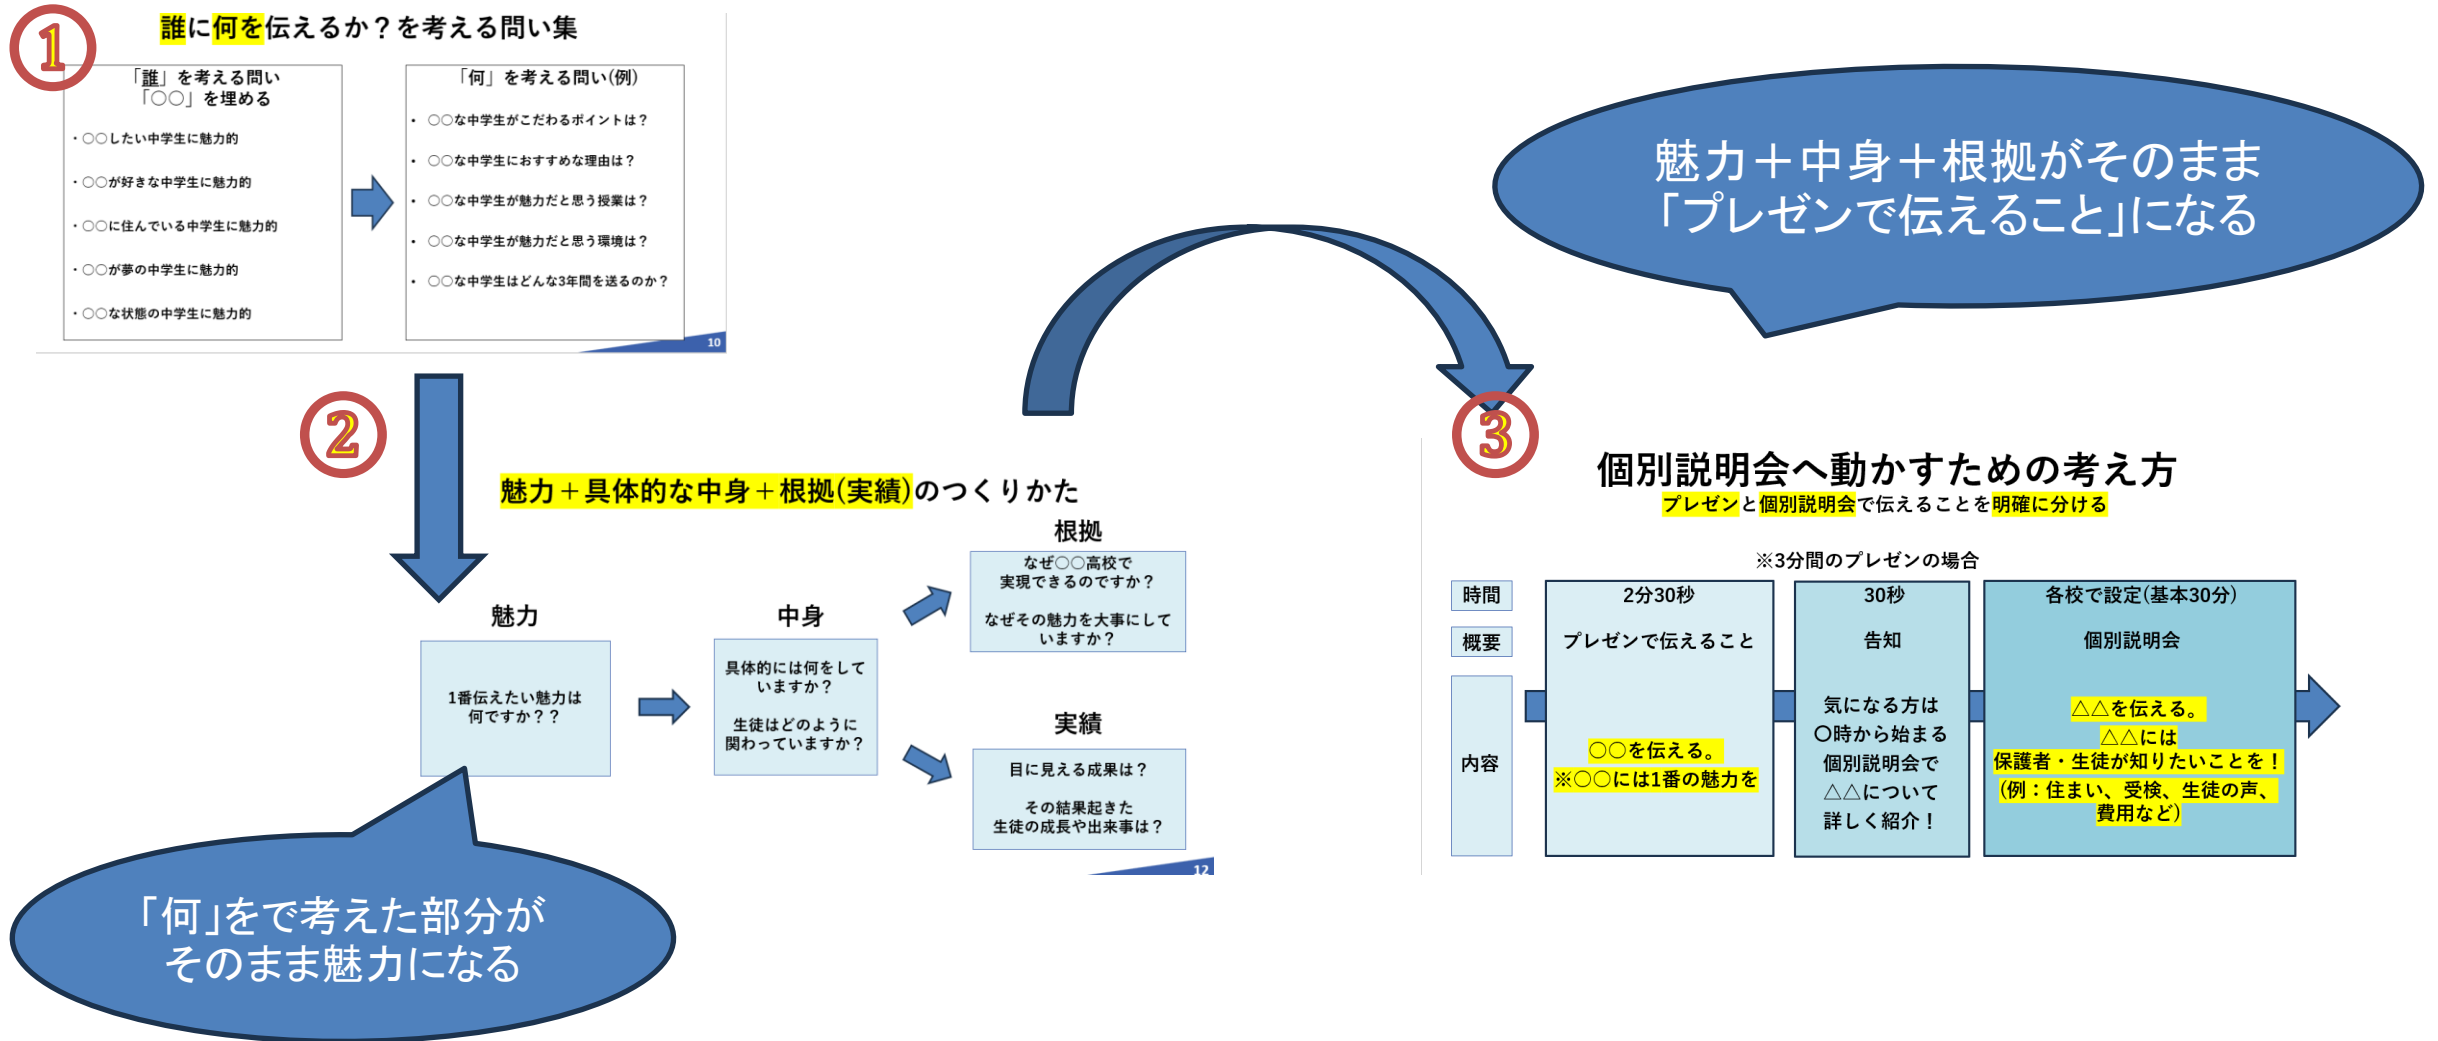 ①
誰に何を伝えるか？を考える問い集
「誰」を考える問い
「〇〇」を埋める
・〇〇したい中学生に魅力的
・〇〇が好きな中学生に魅力的
・〇〇に住んでいる中学生に魅力的
・〇〇が夢の中学生に魅力的
・〇〇な状態の中学生に魅力的
「何」を考える問い(例)
・ 〇〇な中学生がこだわるポイントは？
・ 〇〇な中学生におすすめな理由は？
・ 〇〇な中学生が魅力だと思う授業は？
・ 〇〇な中学生が魅力だと思う環境は？
・ 〇〇な中学生はどんな3年間を送るのか？
10
②
魅力＋具体的な中身＋根拠(実績)のつくりかた
魅力
1番伝えたい魅力は
何ですか？？
中身
具体的には何をして
いますか？
生徒はどのように
関わっていますか？
根拠
なぜ〇〇高校で
実現できるのですか？
なぜその魅力を大事にして
いますか？
実績
目に見える成果は？
その結果起きた
生徒の成長や出来事は？
12
「何」をで考えた部分が
そのまま魅力になる
魅力＋中身＋根拠がそのまま
「プレゼンで伝えること」になる
③
個別説明会へ動かすための考え方
プレゼンと個別説明会で伝えることを明確に分ける
※3分間のプレゼンの場合
時間
2分30秒
30秒
各校で設定(基本30分)
概要
プレゼンで伝えること
告知
個別説明会
内容
〇〇を伝える。
※〇〇には1番の魅力を
気になる方は
〇時から始まる
個別説明会で
△△について
詳しく紹介！
△△を伝える。
△△には
保護者・生徒が知りたいことを！
(例：住まい、受検、生徒の声、
費用など)